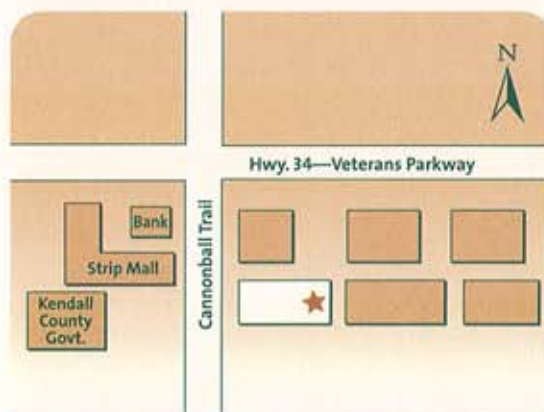 N
Hwy. 34—Veterans Parkway
Cannonball Trail
Bank
Strip Mall
Kendall
County
Govt.